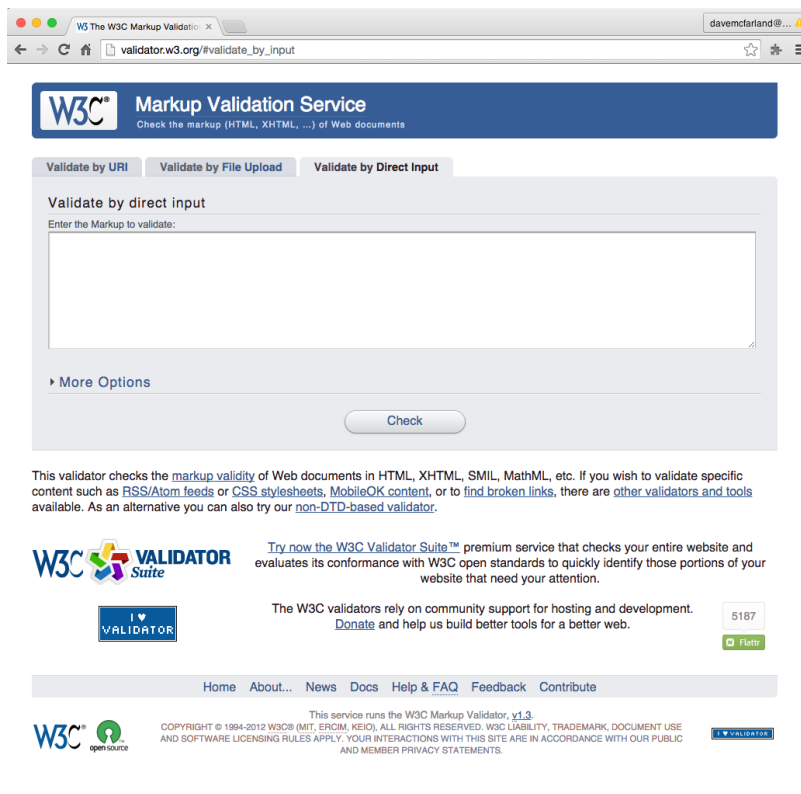 W3 The W3C Markup Validation ×
davemcfarland@...
validator.w3.org/#validate_by_input
W3C®
Markup Validation Service
Check the markup (HTML, XHTML, ...) of Web documents
Validate by URI Validate by File Upload Validate by Direct Input
Validate by direct input
Enter the Markup to validate:
More Options
Check
This validator checks the markup validity of Web documents in HTML, XHTML, SMIL, MathML, etc. If you wish to validate specific
content such as RSS/Atom feeds or CSS stylesheets, MobileOK content, or to find broken links, there are other validators and tools
available. As an alternative you can also try our non-DTD-based validator.
W3C VALIDATOR
Suite
Try now the W3C Validator Suite™ premium service that checks your entire website and
evaluates its conformance with W3C open standards to quickly identify those portions of your
website that need your attention.
I ♥
VALIDATOR
The W3C validators rely on community support for hosting and development.
Donate and help us build better tools for a better web.
5187
Flattr
Home About... News Docs Help & FAQ Feedback Contribute
W3C®
open source
This service runs the W3C Markup Validator, v1.3.
COPYRIGHT © 1994-2012 W3C® (MIT, ERCIM, KEIO), ALL RIGHTS RESERVED. W3C LIABILITY, TRADEMARK, DOCUMENT USE
AND SOFTWARE LICENSING RULES APPLY. YOUR INTERACTIONS WITH THIS SITE ARE IN ACCORDANCE WITH OUR PUBLIC
AND MEMBER PRIVACY STATEMENTS.
I ♥ VALIDATOR